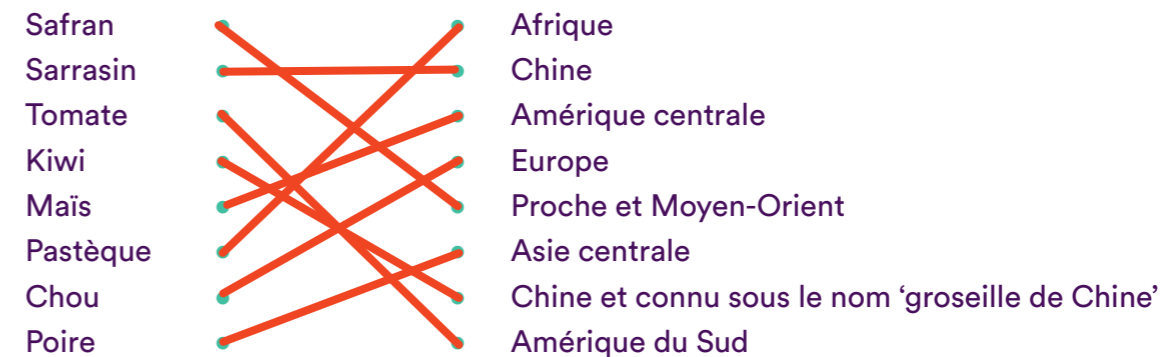 Safran Afrique
Sarrasin Chine
Tomate Amérique centrale
Kiwi Europe
Maïs Proche et Moyen-Orient
Pastèque Asie centrale
Chou Chine et connu sous le nom ‘groseille de Chine’
Poire Amérique du Sud